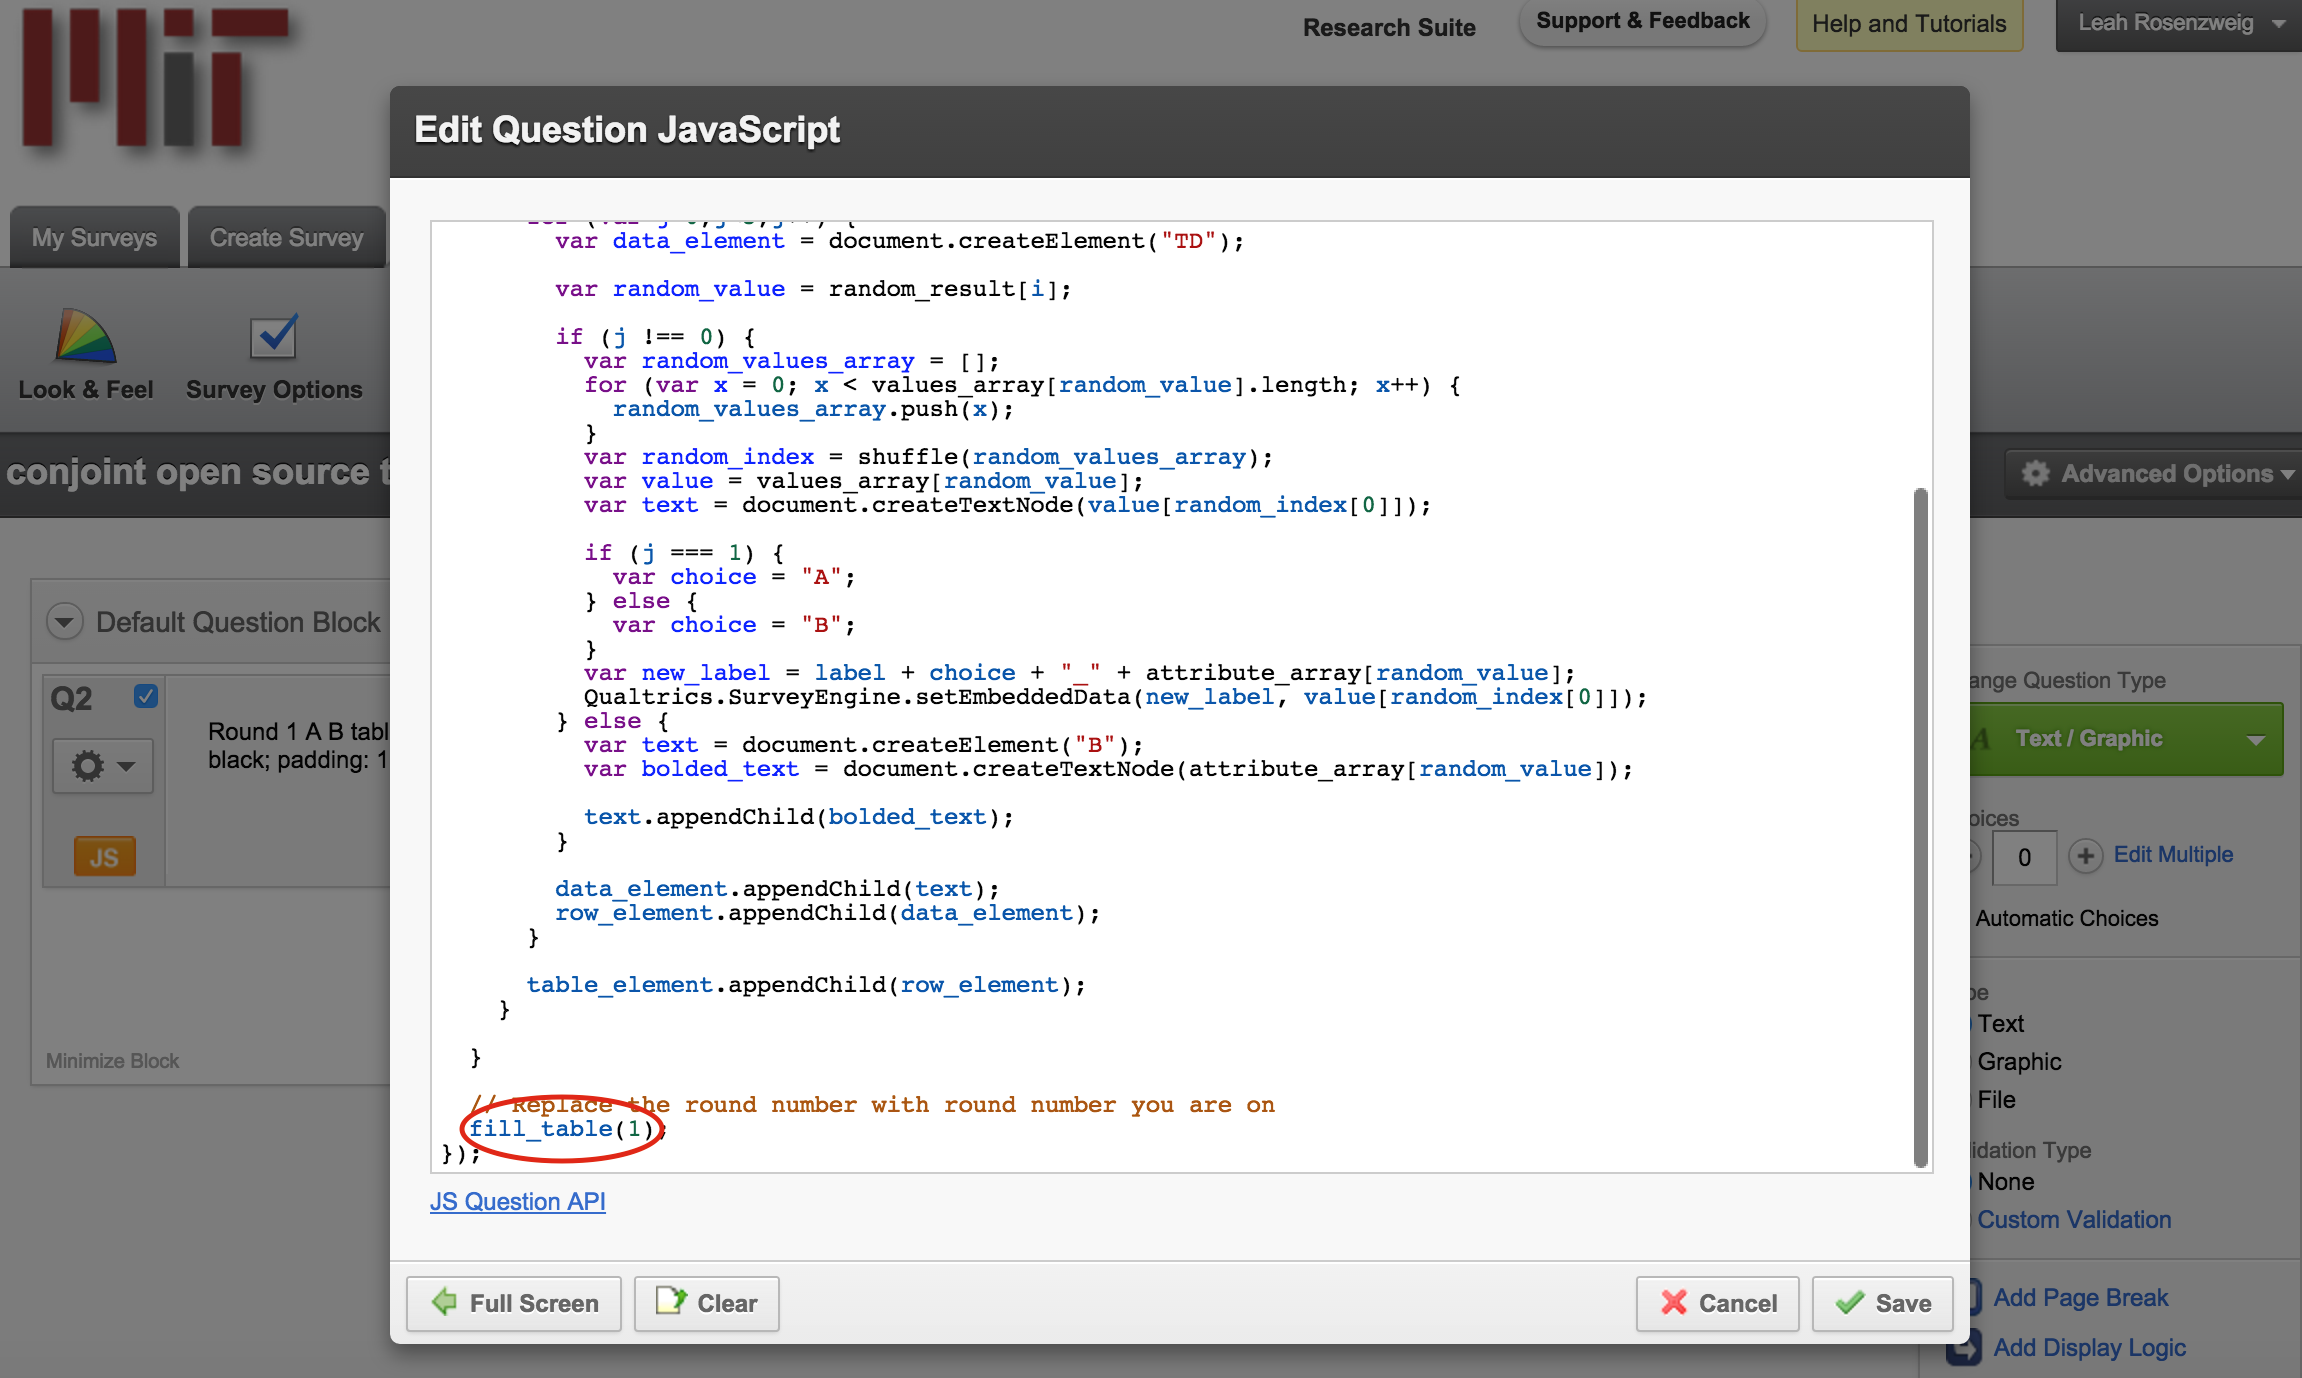 MIT
Research Suite
Support & Feedback
Help and Tutorials
Leah Rosenzweig
My Surveys
Create Survey
Look & Feel
Survey Options
conjoint open source
Advanced Options
Default Question Block
Q2
Round 1 A B
black; padding: 1
JS
Minimize Block
Edit Question JavaScript
var data_element = document.createElement("TD");
var random_value = random_result[i];
if (j !== 0) {
var random_values_array = [];
for (var x = 0; x < values_array[random_value].length; x++) {
random_values_array.push(x);
}
var random_index = shuffle(random_values_array);
var value = values_array[random_value];
var text = document.createTextNode(value[random_index[0]]);
if (j === 1) {
var choice = "A";
} else {
var choice = "B";
}
var new_label = label + choice + "_" + attribute_array[random_value];
Qualtrics.SurveyEngine.setEmbeddedData(new_label, value[random_index[0]]);
} else {
var text = document.createElement("B");
var bolded_text = document.createTextNode(attribute_array[random_value]);
text.appendChild(bolded_text);
}
data_element.appendChild(text);
row_element.appendChild(data_element);
}
table_element.appendChild(row_element);
}
}
// Replace the round number with round number you are on
fill_table(1);
});
JS Question API
Full Screen
Clear
Cancel
Save
Question Type
Text / Graphic
0
Edit Multiple
Automatic Choices
Text
Graphic
File
Type
None
Custom Validation
Add Page Break
Add Display Logic